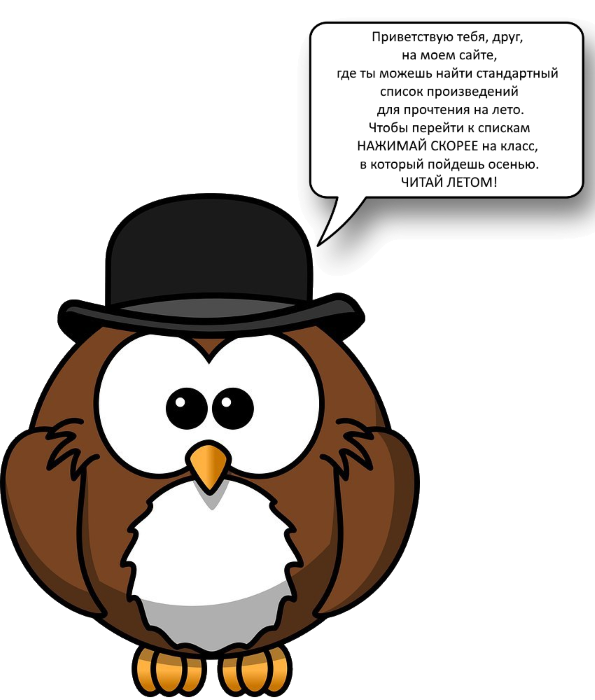 Приветствую тебя, друг,
на моем сайте,
где ты можешь найти стандартный
список произведений
для прочтения на лето.
Чтобы перейти к спискам
НАЖИМАЙ СКОРЕЕ на класс,
в который пойдешь осенью.
ЧИТАЙ ЛЕТОМ!